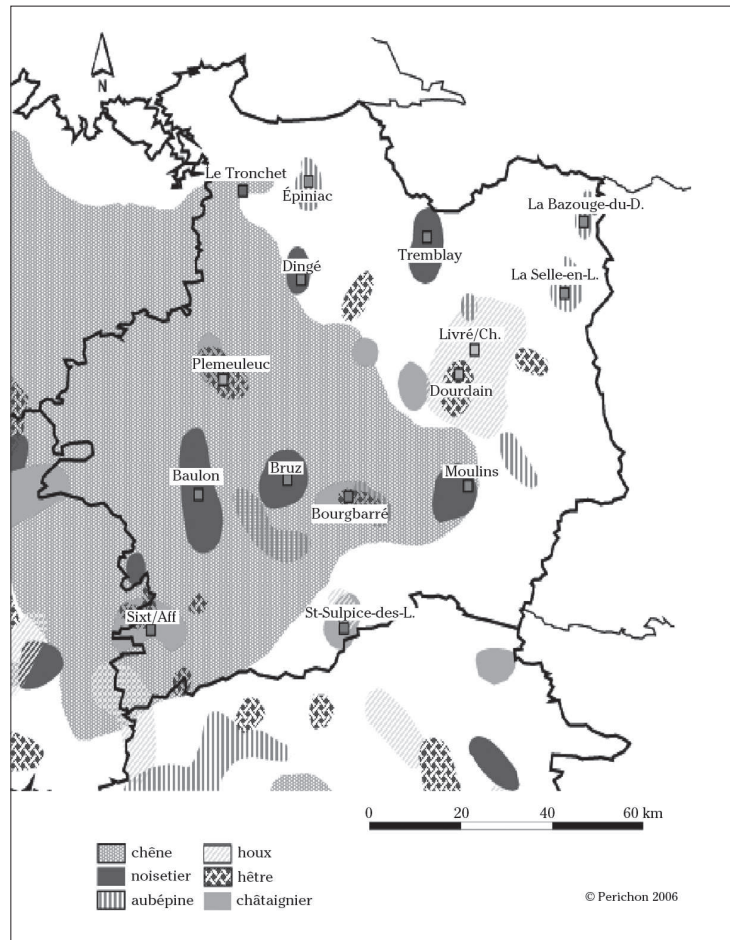 N
Le Tronchet
Épiniac
La Bazouge-du-D.
Tremblay
Dingé
La Selle-en-L.
Livré/Ch.
Plemeuleuc
Dourdain
Baulon
Bruz
Moulins
Bourgbarré
Sixt/Aff
St-Sulpice-des-L.
0 20 40 60 km
chêne houx
noisetier hêtre
aubépine châtaignier
© Perichon 2006